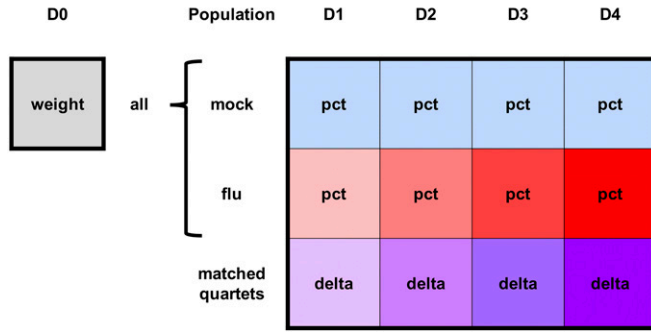 D0 Population D1 D2 D3 D4
weight all mock pct pct pct pct
flu pct pct pct pct
matched
quartets delta delta delta delta